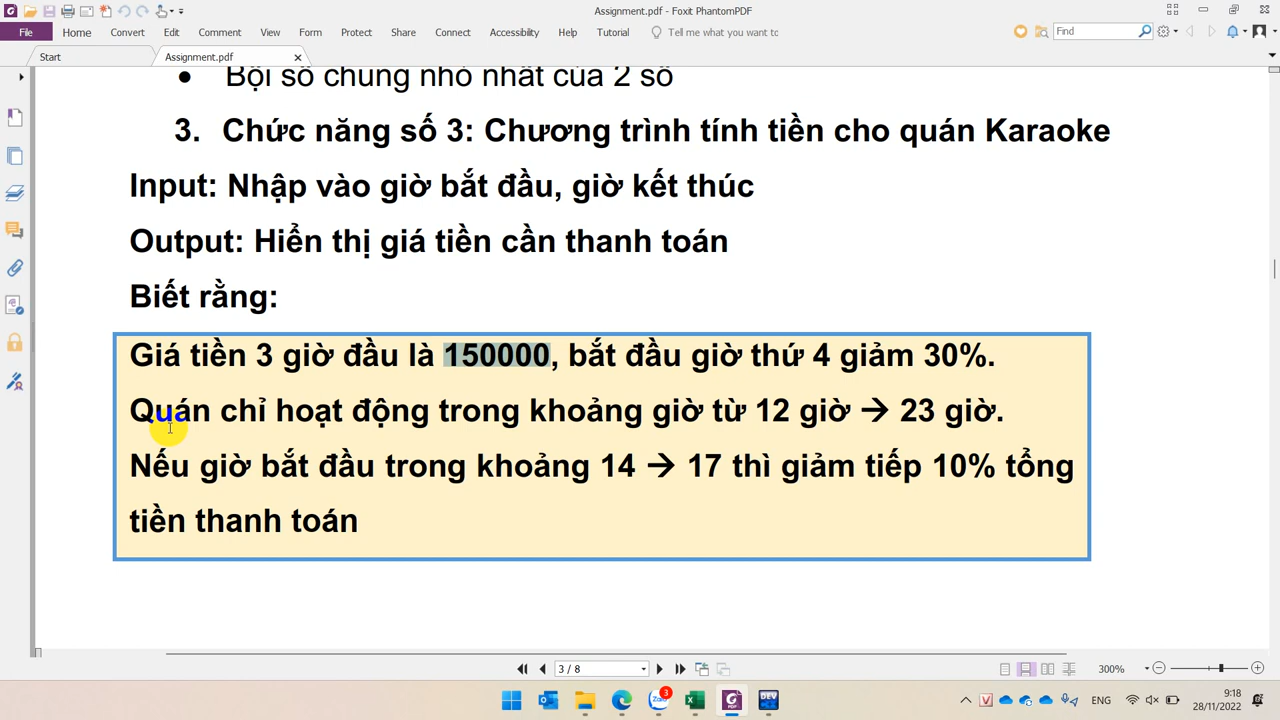 Assignment.pdf - Foxit PhantomPDF
File Home Convert Edit Comment View Form Protect Share Connect Accessibility Help Tutorial Tell me what you want to Find
Start Assignment.pdf
• Bội số chung nhỏ nhất của 2 số
3. Chức năng số 3: Chương trình tính tiền cho quán Karaoke
Input: Nhập vào giờ bắt đầu, giờ kết thúc
Output: Hiển thị giá tiền cần thanh toán
Biết rằng:
Giá tiền 3 giờ đầu là 150000, bắt đầu giờ thứ 4 giảm 30%.
Quán chỉ hoạt động trong khoảng giờ từ 12 giờ → 23 giờ.
Nếu giờ bắt đầu trong khoảng 14 → 17 thì giảm tiếp 10% tổng
tiền thanh toán
3 / 8 300%
Zalo 3 PDF DEV ENG 9:18
28/11/2022